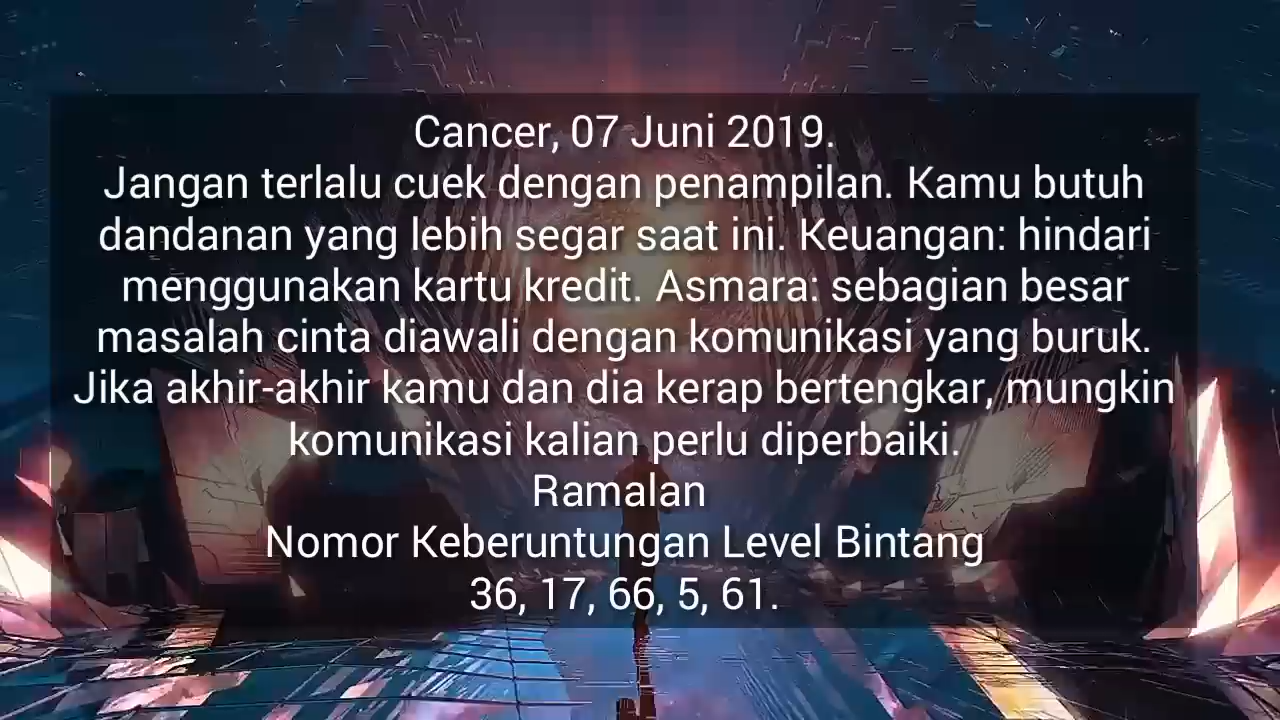 Cancer, 07 Juni 2019.
Jangan terlalu cuek dengan penampilan. Kamu butuh
dandanan yang lebih segar saat ini. Keuangan: hindari
menggunakan kartu kredit. Asmara: sebagian besar
masalah cinta diawali dengan komunikasi yang buruk.
Jika akhir-akhir kamu dan dia kerap bertengkar, mungkin
komunikasi kalian perlu diperbaiki.
Ramalan
Nomor Keberuntungan Level Bintang
36, 17, 66, 5, 61.